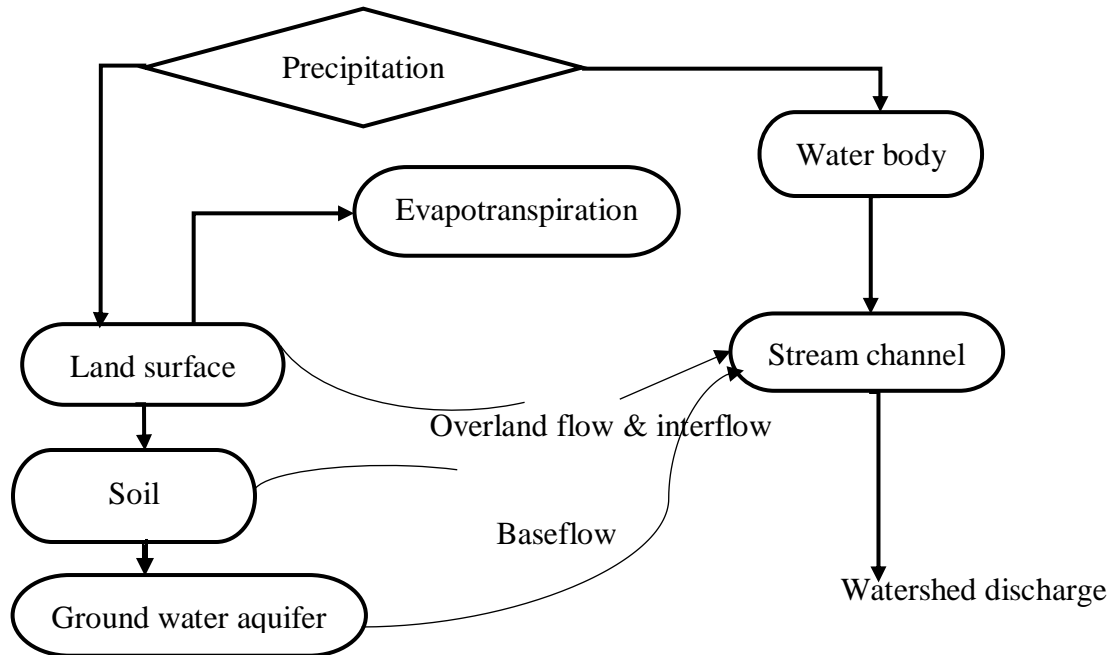 Precipitation
Water body
Evapotranspiration
Land surface
Stream channel
Overland flow & interflow
Soil
Baseflow
Watershed discharge
Ground water aquifer